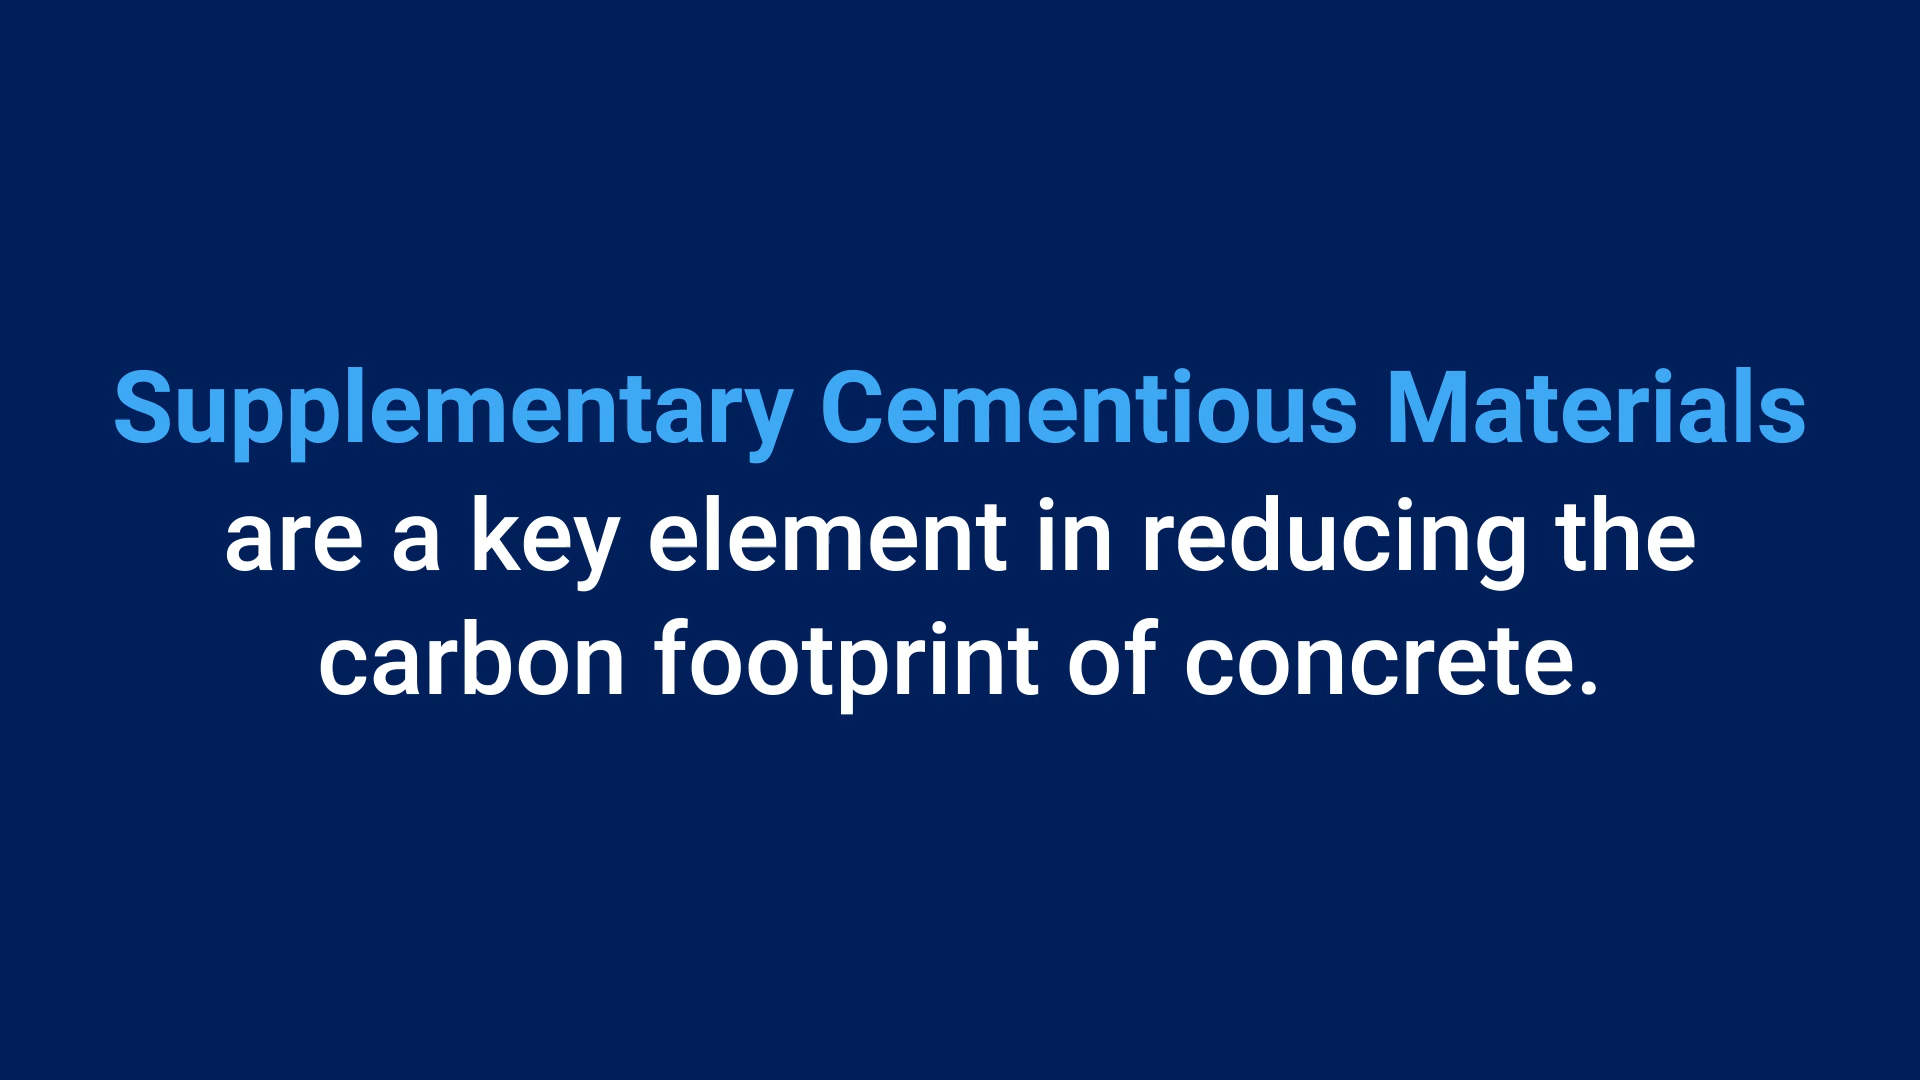 Supplementary Cementious Materials
are a key element in reducing the
carbon footprint of concrete.